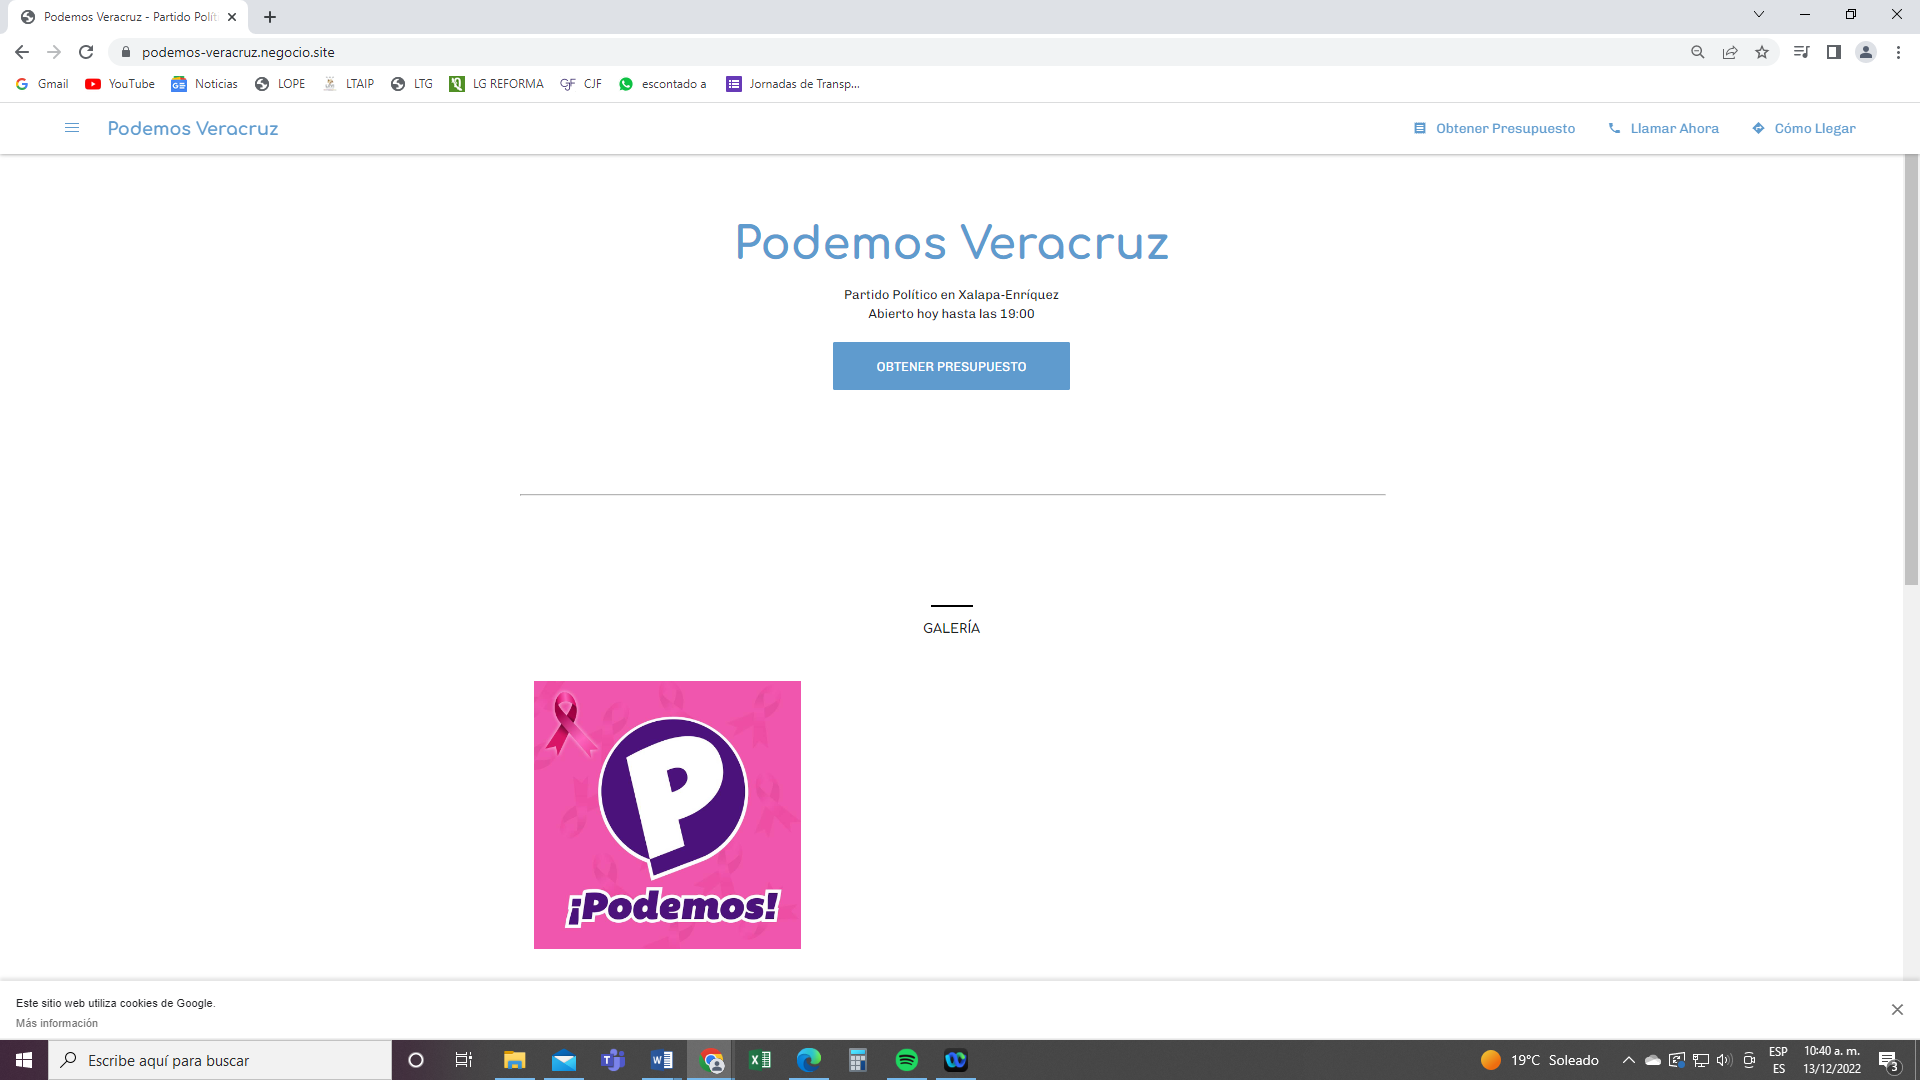 Podemos Veracruz - Partido Polít
podemos-veracruz.negocio.site
Gmail YouTube Noticias LOPE LTAIP LTG LG REFORMA CJF escontado a Jornadas de Transp...
Podemos Veracruz Obtener Presupuesto Llamar Ahora Cómo Llegar
Podemos Veracruz
Partido Político en Xalapa-Enríquez
Abierto hoy hasta las 19:00
OBTENER PRESUPUESTO
GALERÍA
P
¡Podemos!
Este sitio web utiliza cookies de Google.
Más información
Escribe aquí para buscar
19°C Soleado
ESP
ES
10:40 a. m.
13/12/2022
3